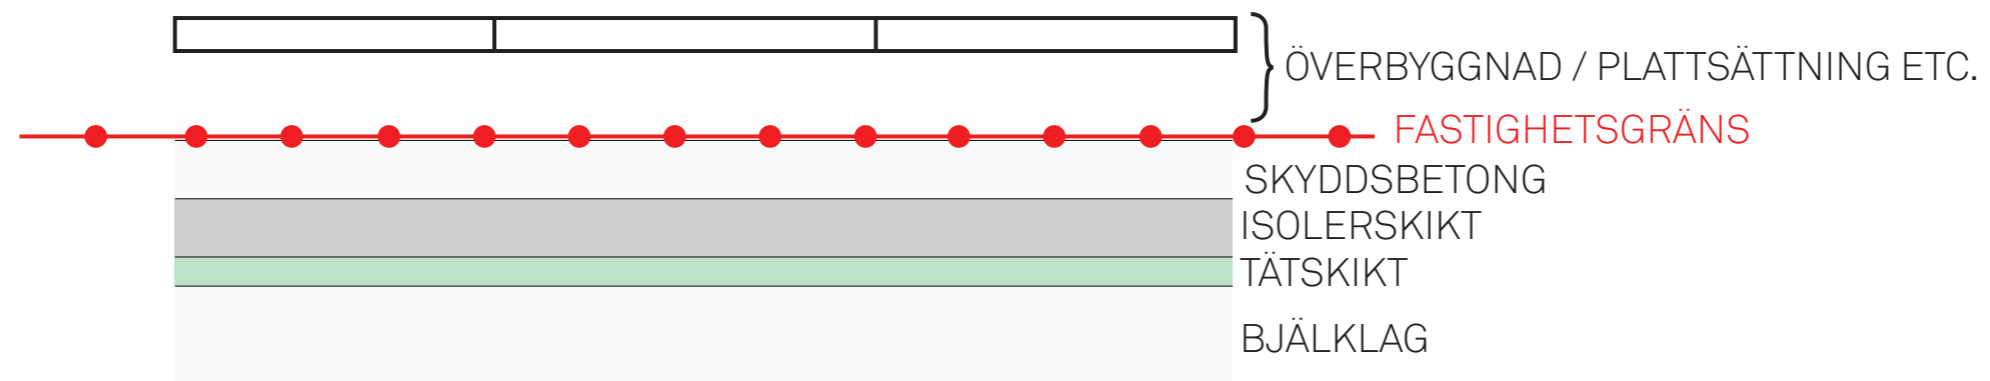 ÖVERBYGGNAD / PLATTSÄTTNING ETC.
FASTIGHETSGRÄNS
SKYDDSBETONG
ISOLERSKIKT
TÄTSKIKT
BJÄLKLAG